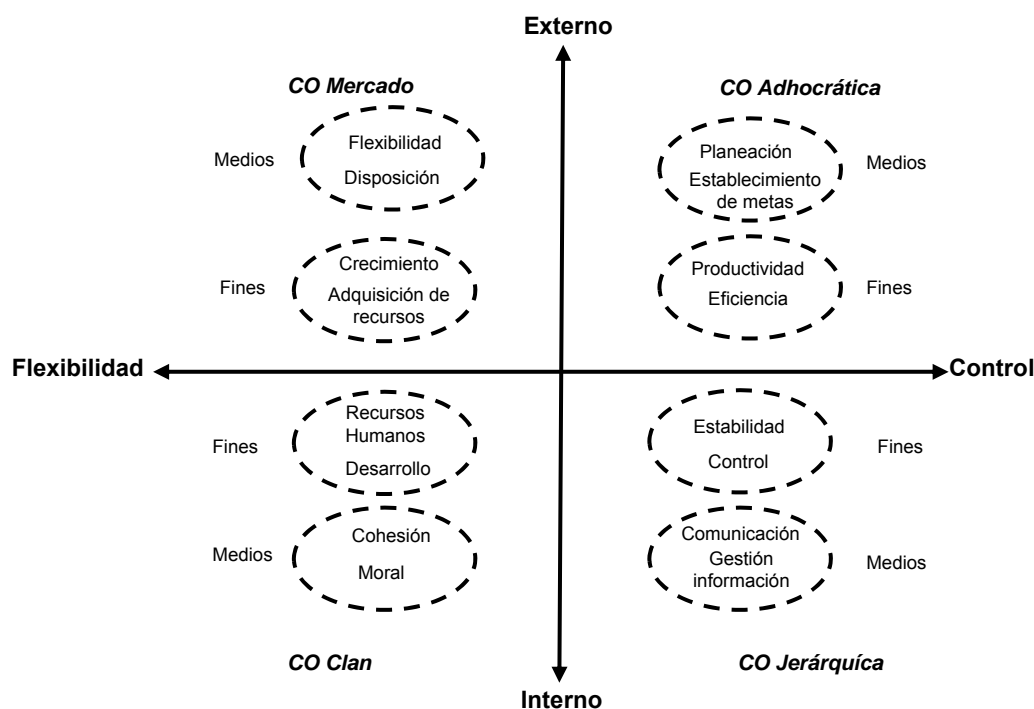 Externo
CO Mercado
CO Adhocrática
Medios
Flexibilidad
Disposición
Planeación
Establecimiento
de metas
Medios
Fines
Crecimiento
Adquisición de
recursos
Productividad
Eficiencia
Fines
Flexibilidad
Control
Fines
Recursos
Humanos
Desarrollo
Estabilidad
Control
Fines
Medios
Cohesión
Moral
Comunicación
Gestión
información
Medios
CO Clan
CO Jerárquíca
Interno